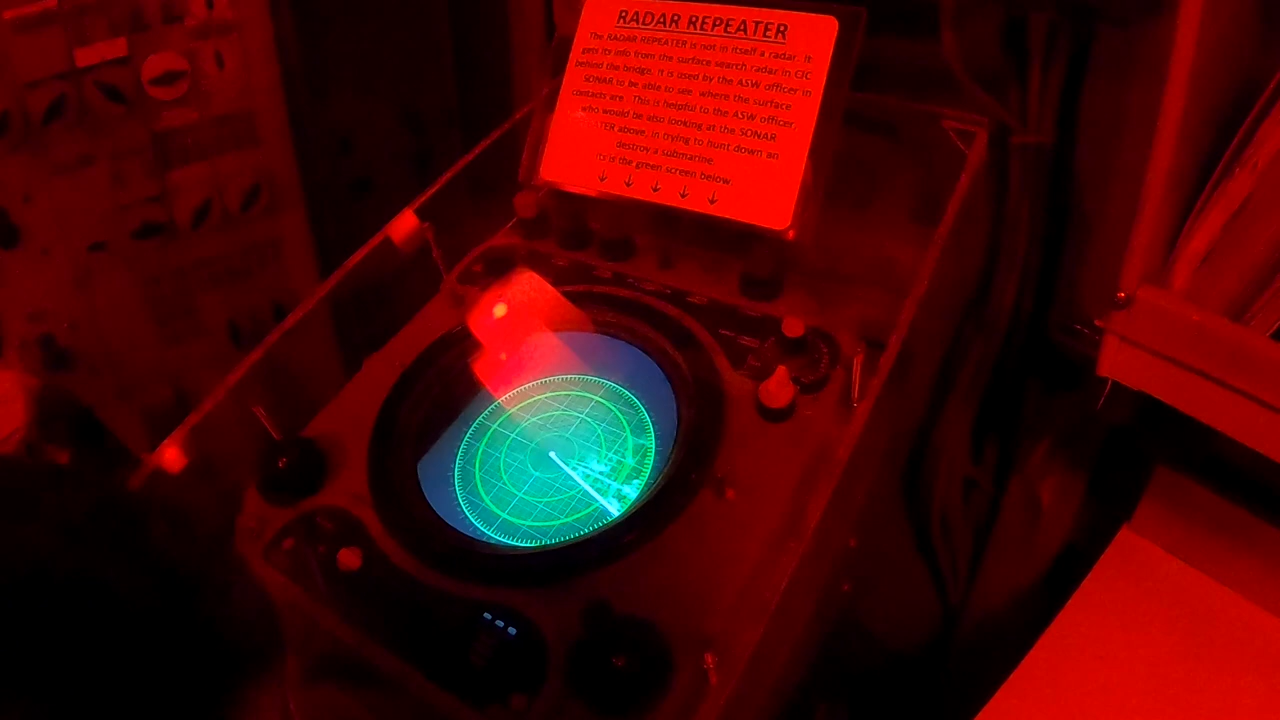 RADAR REPEATER
The RADAR REPEATER is not in itself a radar. It
gets its info from the surface search radar in CIC
behind the bridge. It is used by the ASW officer in
SONAR to be able to see where the surface
contacts are. This is helpful to the ASW officer,
who would be also looking at the SONAR
ATER above, in trying to hunt down an
destroy a submarine.
its is the green screen below.